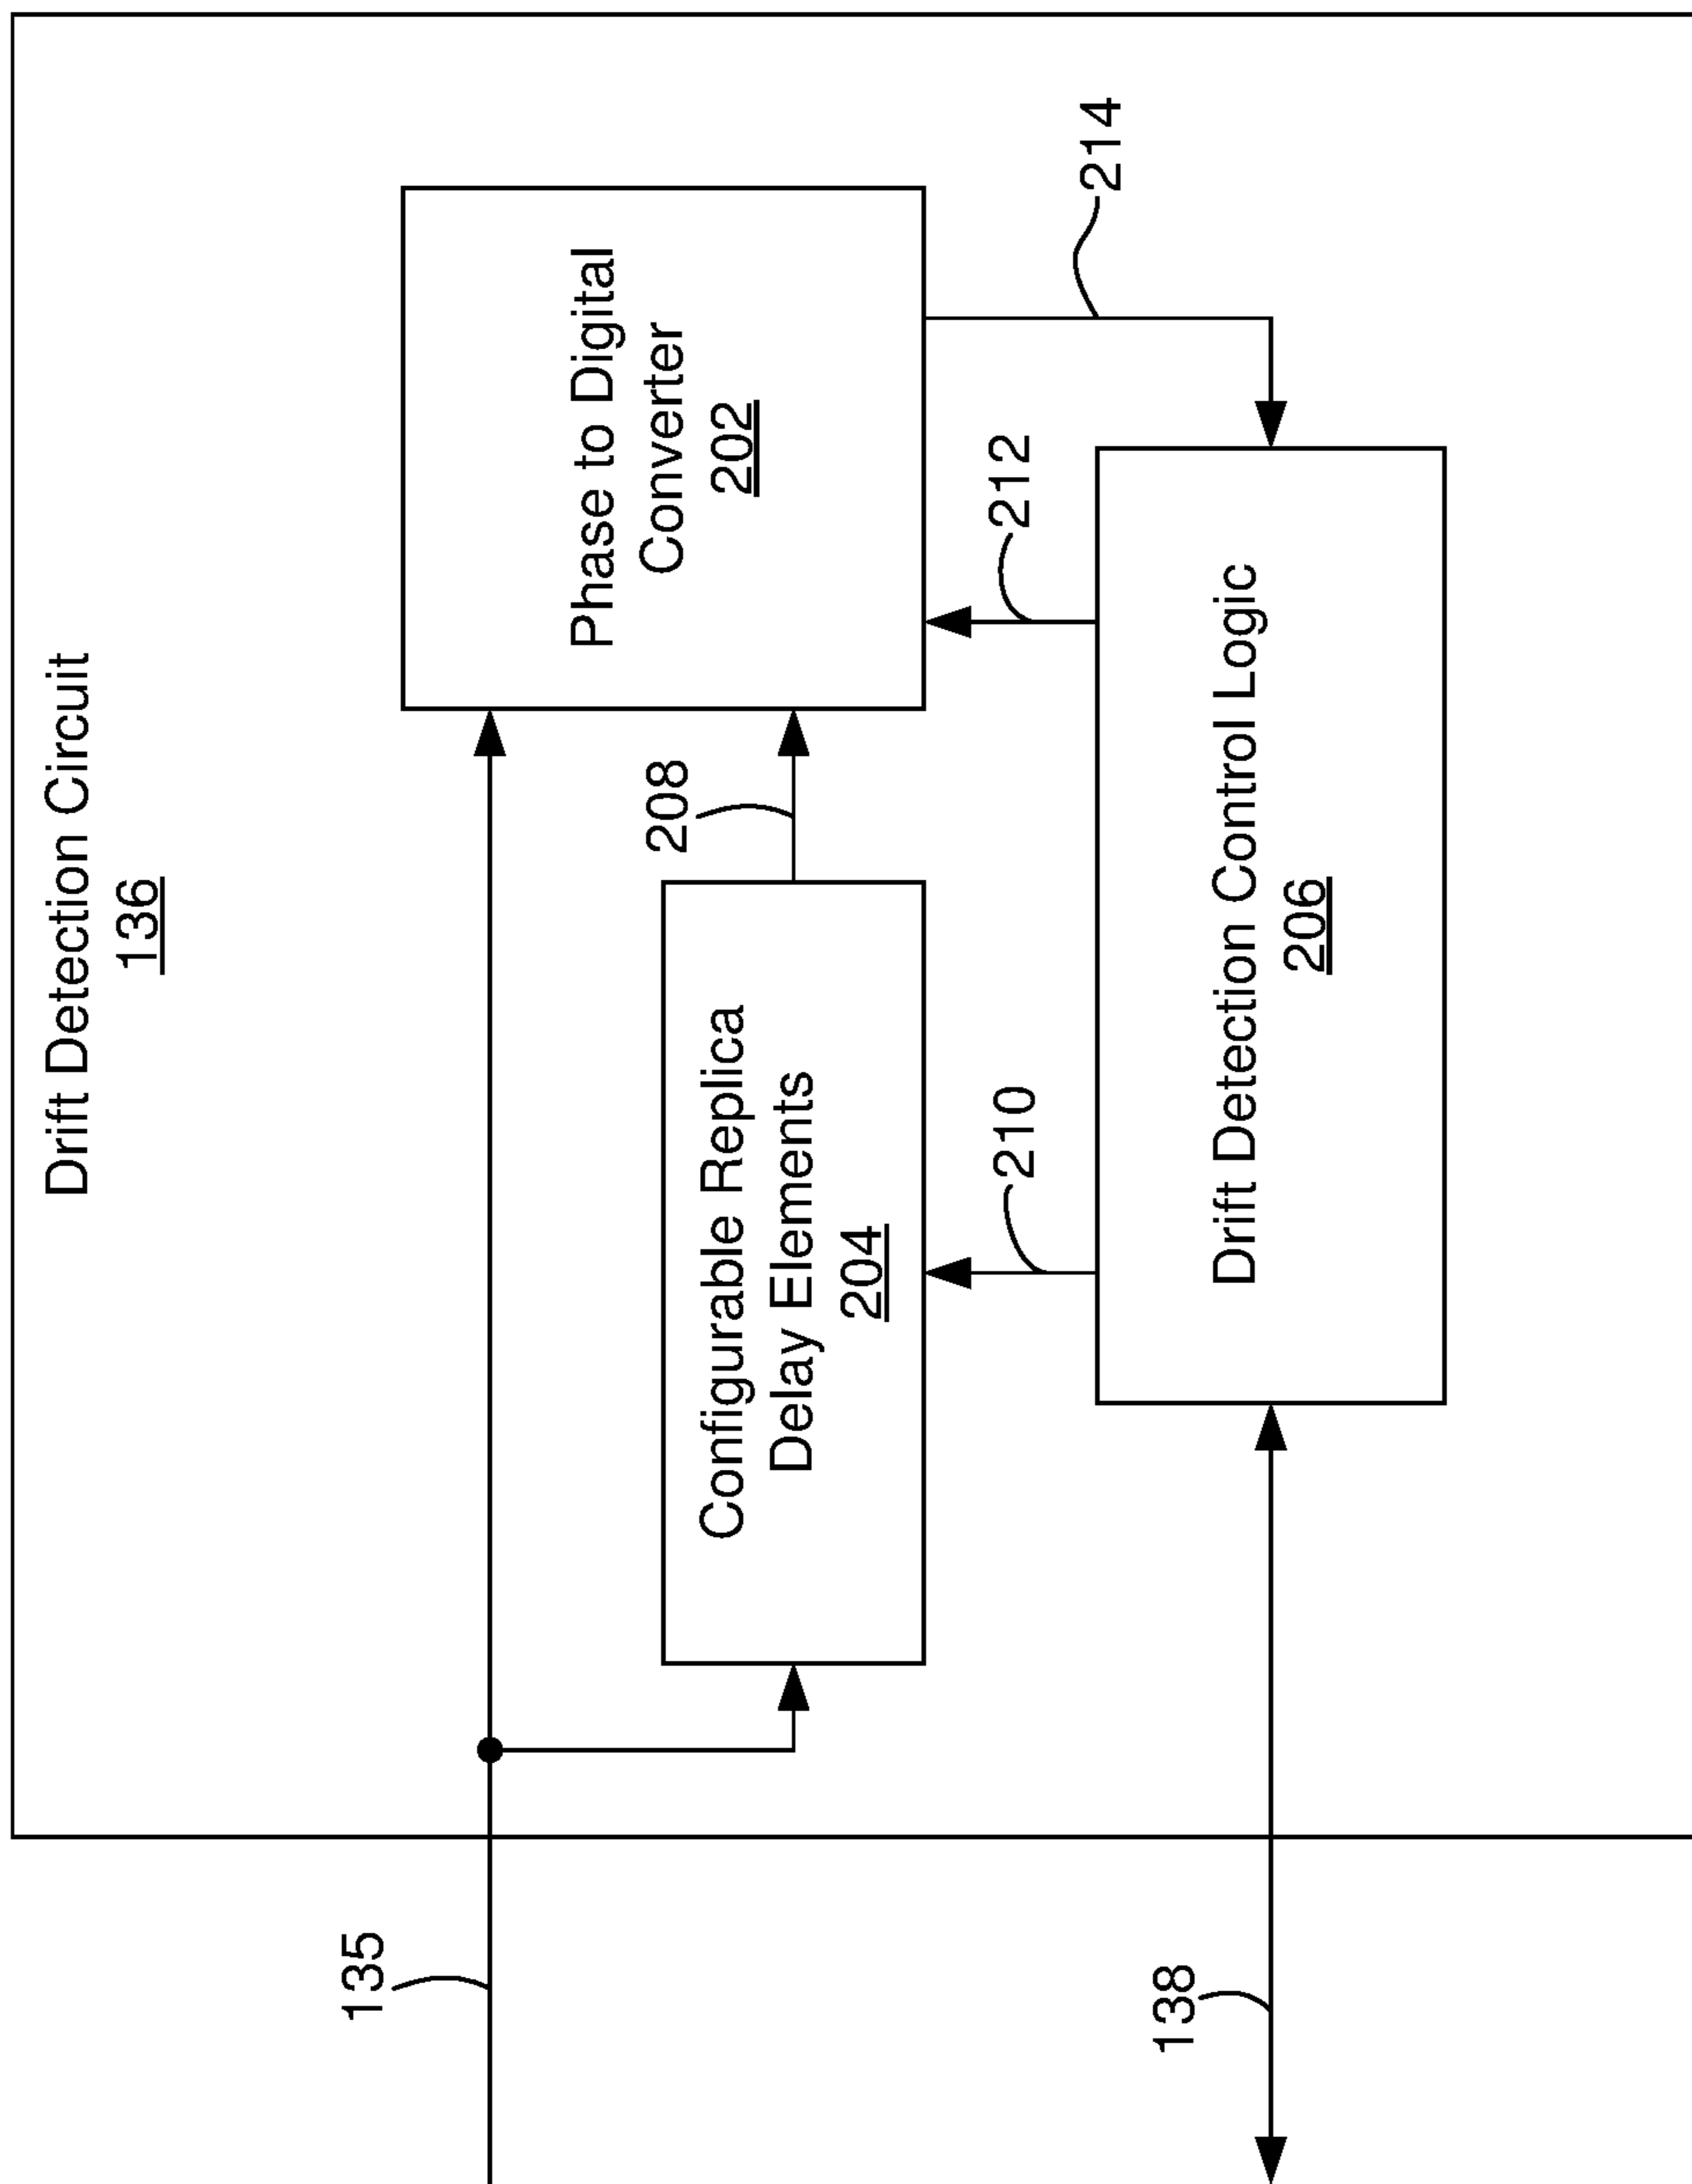 Drift Detection Circuit
136
135
Phase to Digital
Converter
202
208
Configurable Replica
Delay Elements
204
210
212
214
138
Drift Detection Control Logic
206